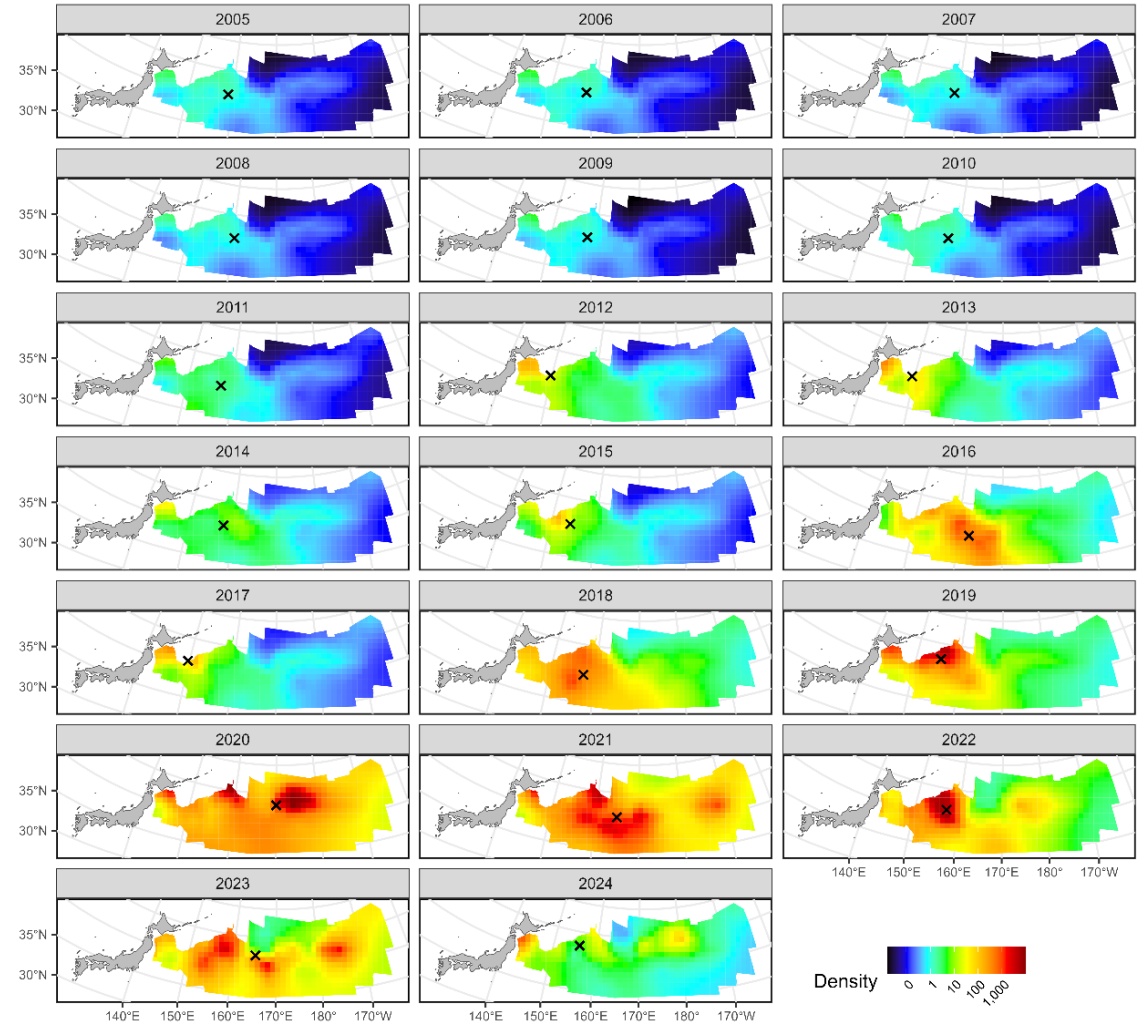 2005 2006 2007
35°N
30°N
2008 2009 2010
35°N
30°N
2011 2012 2013
35°N
30°N
2014 2015 2016
35°N
30°N
2017 2018 2019
35°N
30°N
2020 2021 2022
35°N
30°N
140°E 150°E 160°E 170°E 180° 170°W
2023 2024
35°N
30°N
Density
0 1 10 100 1,000
140°E 150°E 160°E 170°E 180° 170°W 140°E 150°E 160°E 170°E 180° 170°W